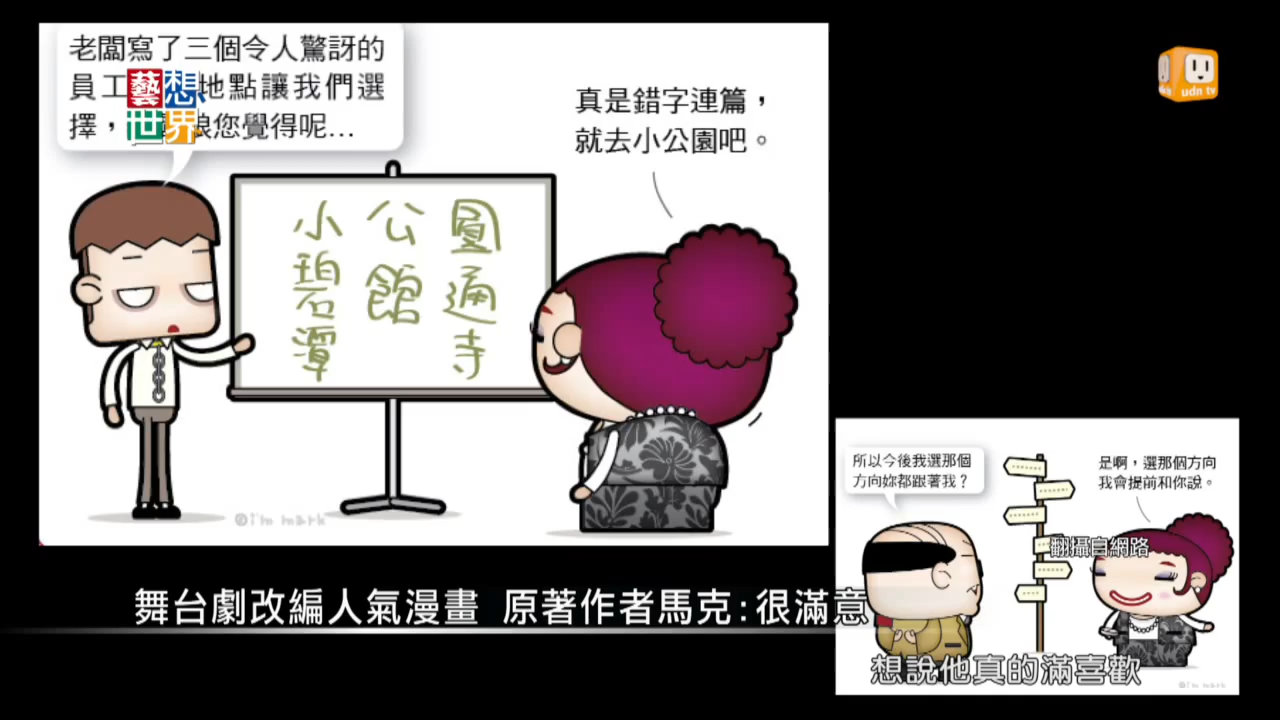 老闆寫了三個令人驚訝的
員工地點讓我們選
擇，娘您覺得呢...
藝想
世界
真是錯字連篇，
就去小公園吧。
小碧潭
公館
圓通寺
@i'm mark
udn tv
所以今後我選那個
方向妳都跟著我？
是啊，選那個方向
我會提前和你說。
翻攝自網路
舞台劇改編人氣漫畫 原著作者馬克:很滿意
想說他真的滿喜歡
@i'm mark